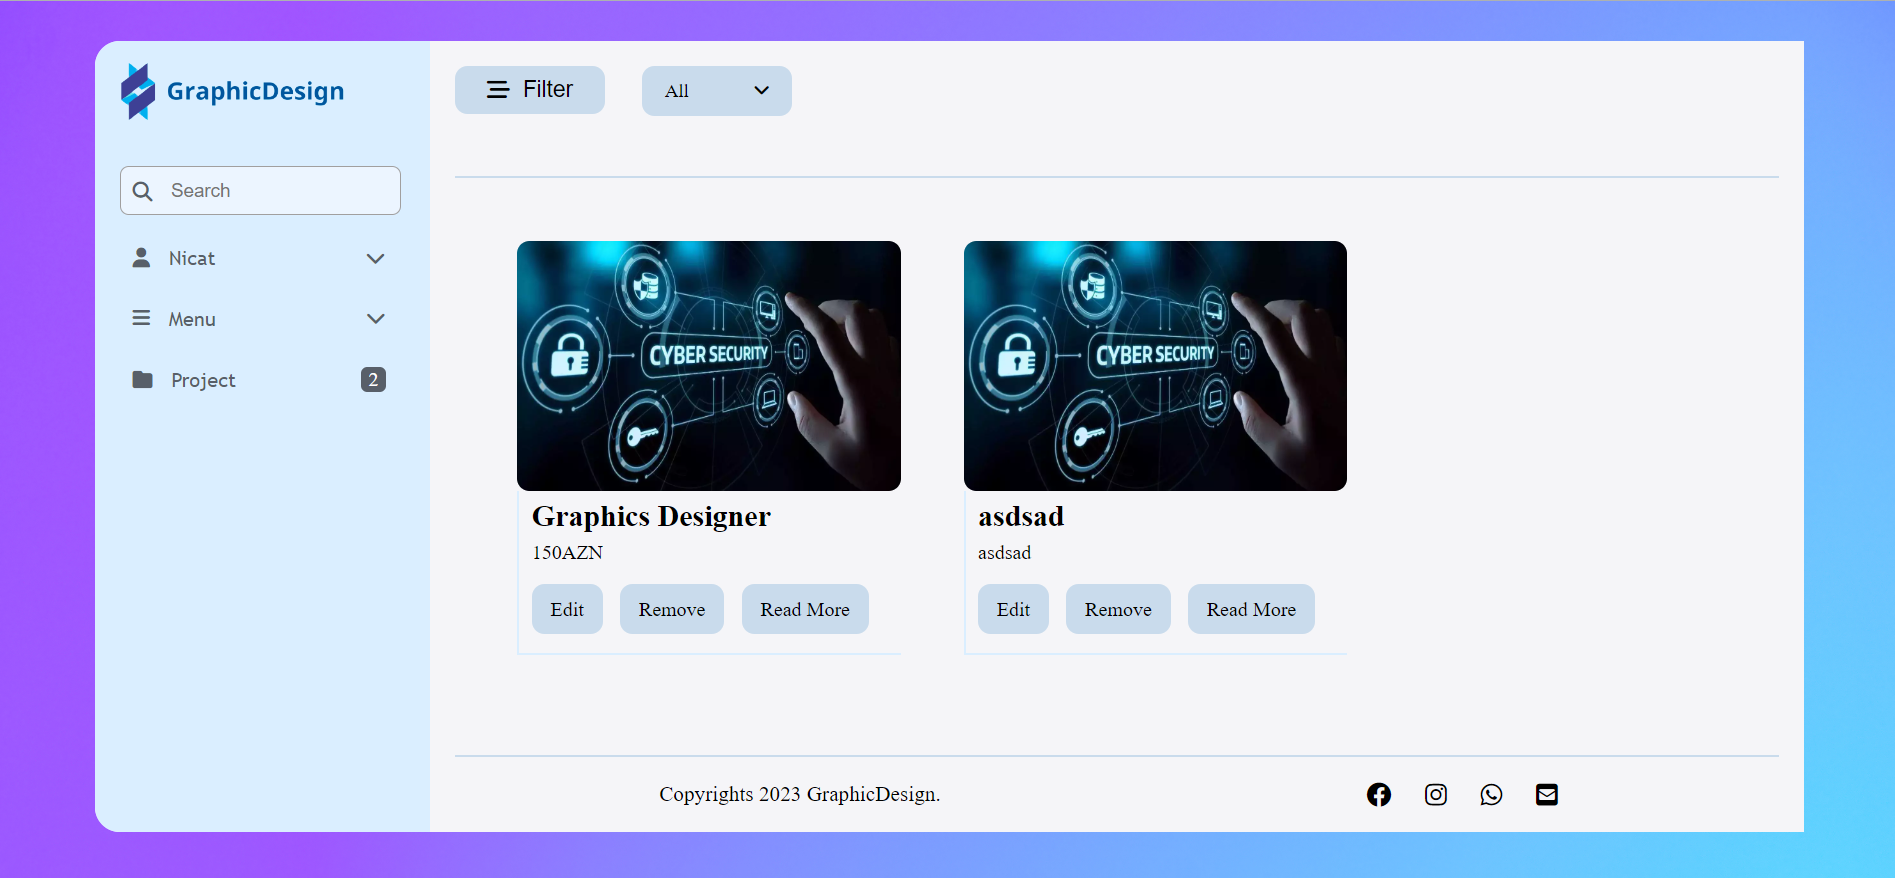 GraphicDesign
Search
Nicat
Menu
Project 2
Filter
All
CYBER SECURITY
Graphics Designer
150AZN
Edit Remove Read More
CYBER SECURITY
asdsad
asdsad
Edit Remove Read More
Copyrights 2023 GraphicDesign.